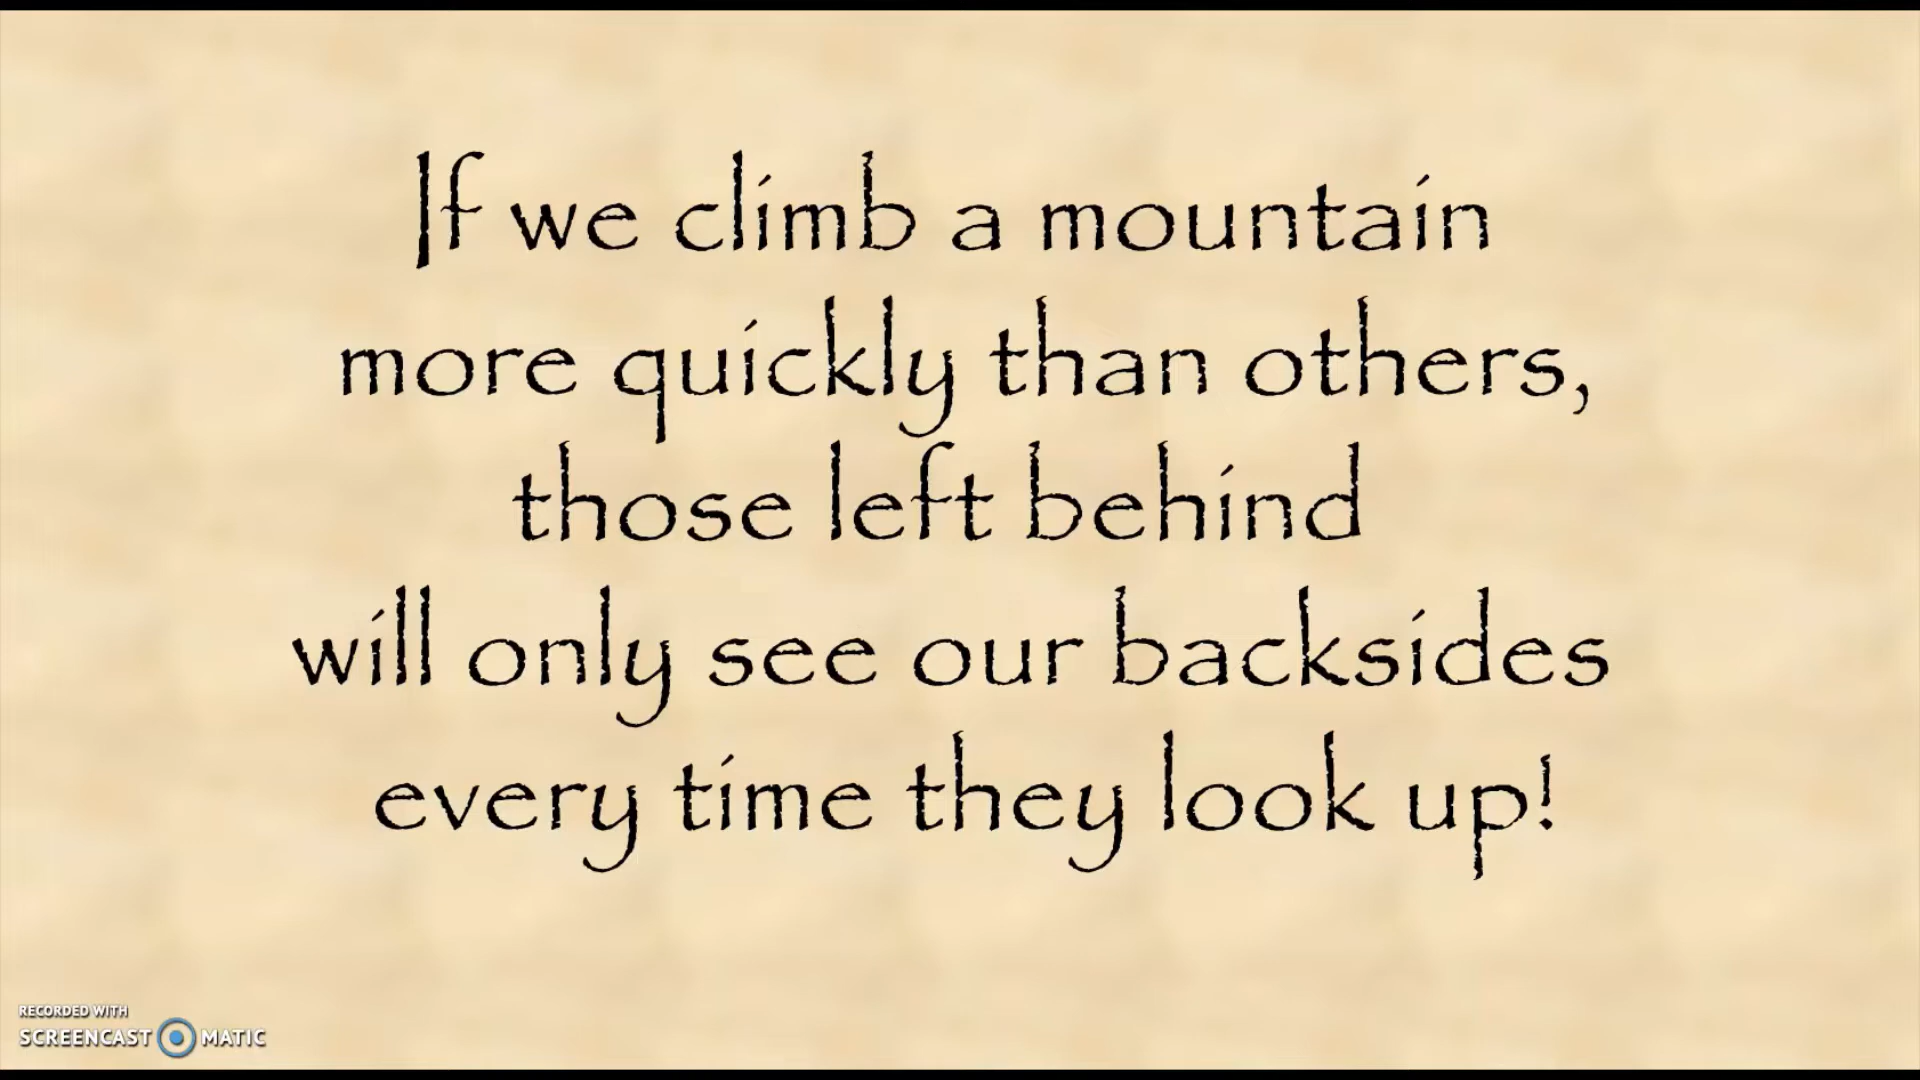 If we climb a mountain
more quickly than others,
those left behind
will only see our backsides
every time they look up!
RECORDED WITH
SCREENCAST MATIC